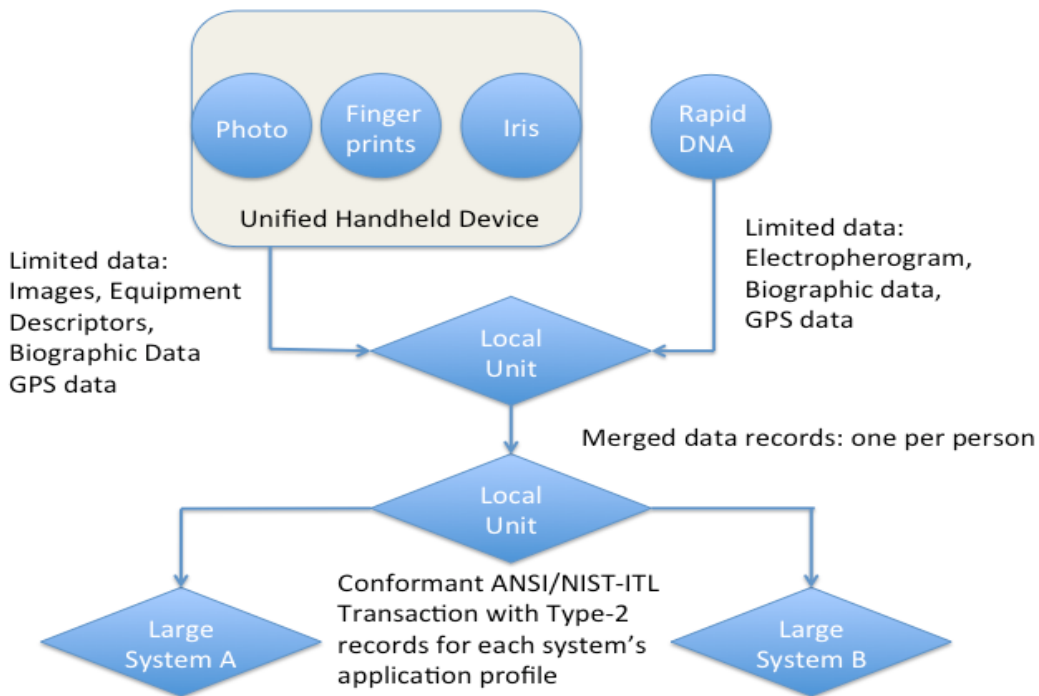 Photo
Finger
prints
Iris
Rapid
DNA
Unified Handheld Device
Limited data:
Images, Equipment
Descriptors,
Biographic Data
GPS data
Limited data:
Electropherogram,
Biographic data,
GPS data
Local
Unit
Merged data records: one per person
Local
Unit
Conformant ANSI/NIST-ITL
Transaction with Type-2
records for each system's
application profile
Large
System A
Large
System B